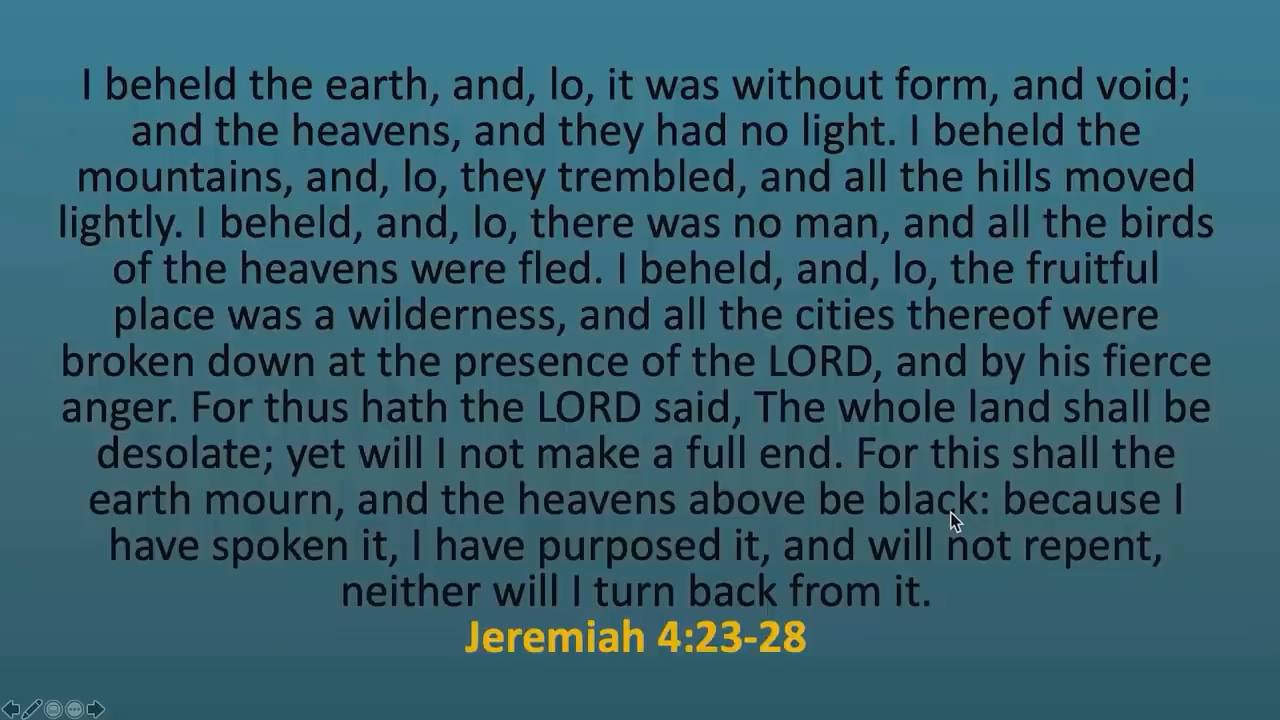 I beheld the earth, and, lo, it was without form, and void;
and the heavens, and they had no light. I beheld the
mountains, and, lo, they trembled, and all the hills moved
lightly. I beheld, and, lo, there was no man, and all the birds
of the heavens were fled. I beheld, and, lo, the fruitful
place was a wilderness, and all the cities thereof were
broken down at the presence of the LORD, and by his fierce
anger. For thus hath the LORD said, The whole land shall be
desolate; yet will I not make a full end. For this shall the
earth mourn, and the heavens above be black: because I
have spoken it, I have purposed it, and will not repent,
neither will I turn back from it.
Jeremiah 4:23-28